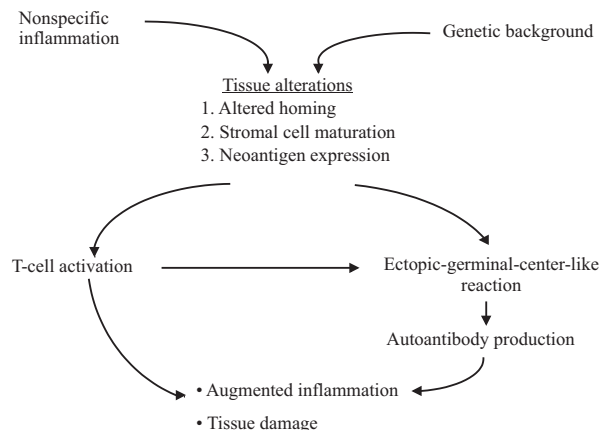 Nonspecific
inflammation
Genetic background
Tissue alterations
1. Altered homing
2. Stromal cell maturation
3. Neoantigen expression
T-cell activation
Ectopic-germinal-center-like
reaction
Autoantibody production
• Augmented inflammation
• Tissue damage